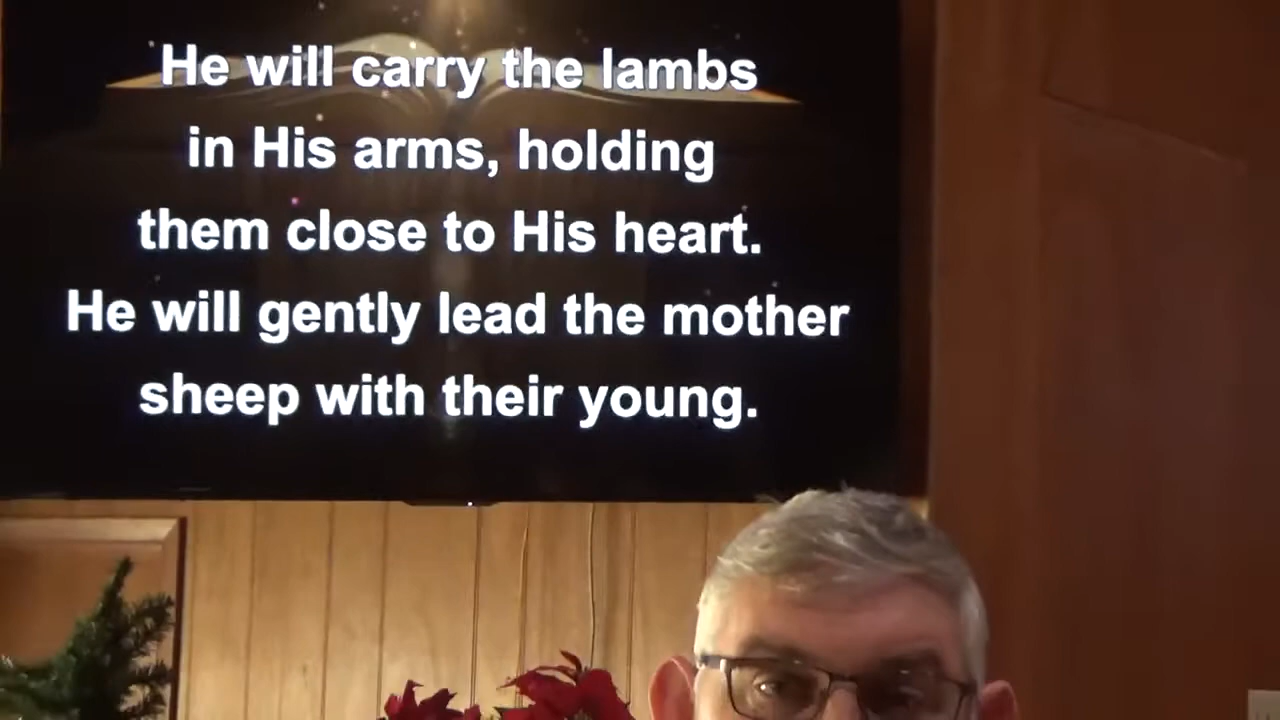 He will carry the lambs
in His arms, holding
them close to His heart.
He will gently lead the mother
sheep with their young.